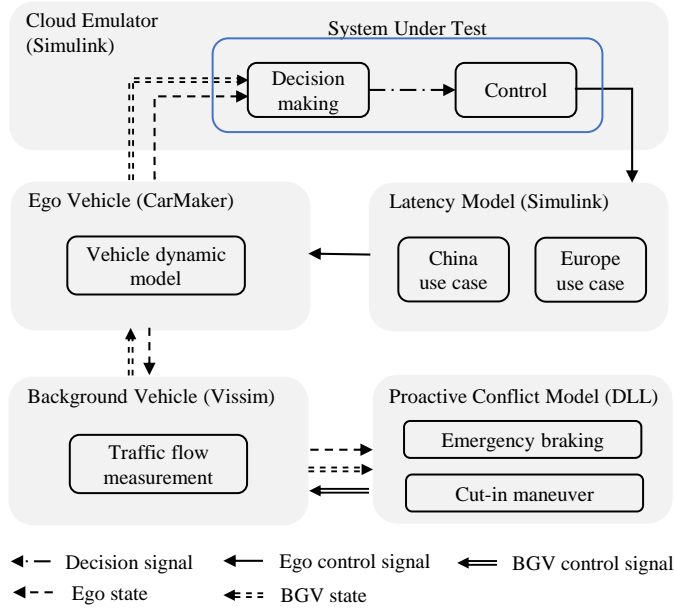 Cloud Emulator
(Simulink)
System Under Test
Decision
making
Control
Ego Vehicle (CarMaker)
Vehicle dynamic
model
Latency Model (Simulink)
China
use case
Europe
use case
Background Vehicle (Vissim)
Traffic flow
measurement
Proactive Conflict Model (DLL)
Emergency braking
Cut-in maneuver
Decision signal
Ego control signal
BGV control signal
Ego state
BGV state